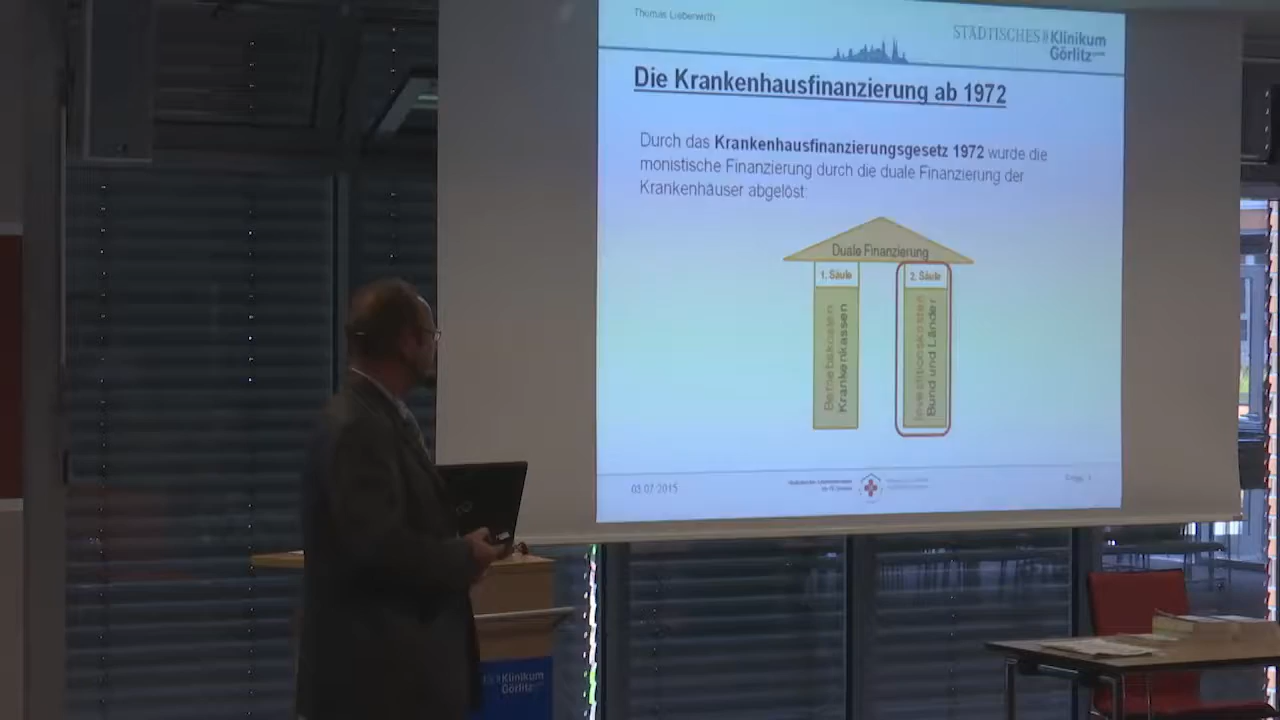 Thomas Lieberwirth
STÄDTISCHES Klinikum
Görlitz
Die Krankenhausfinanzierung ab 1972
Durch das Krankenhausfinanzierungsgesetz 1972 wurde die
monistische Finanzierung durch die duale Finanzierung der
Krankenhäuser abgelöst:
Duale Finanzierung
1. Säule
2. Säule
Betriebskosten
Krankenkassen
Investitionskosten
Bund und Länder
03.07.2015
Klinikum
Görlitz